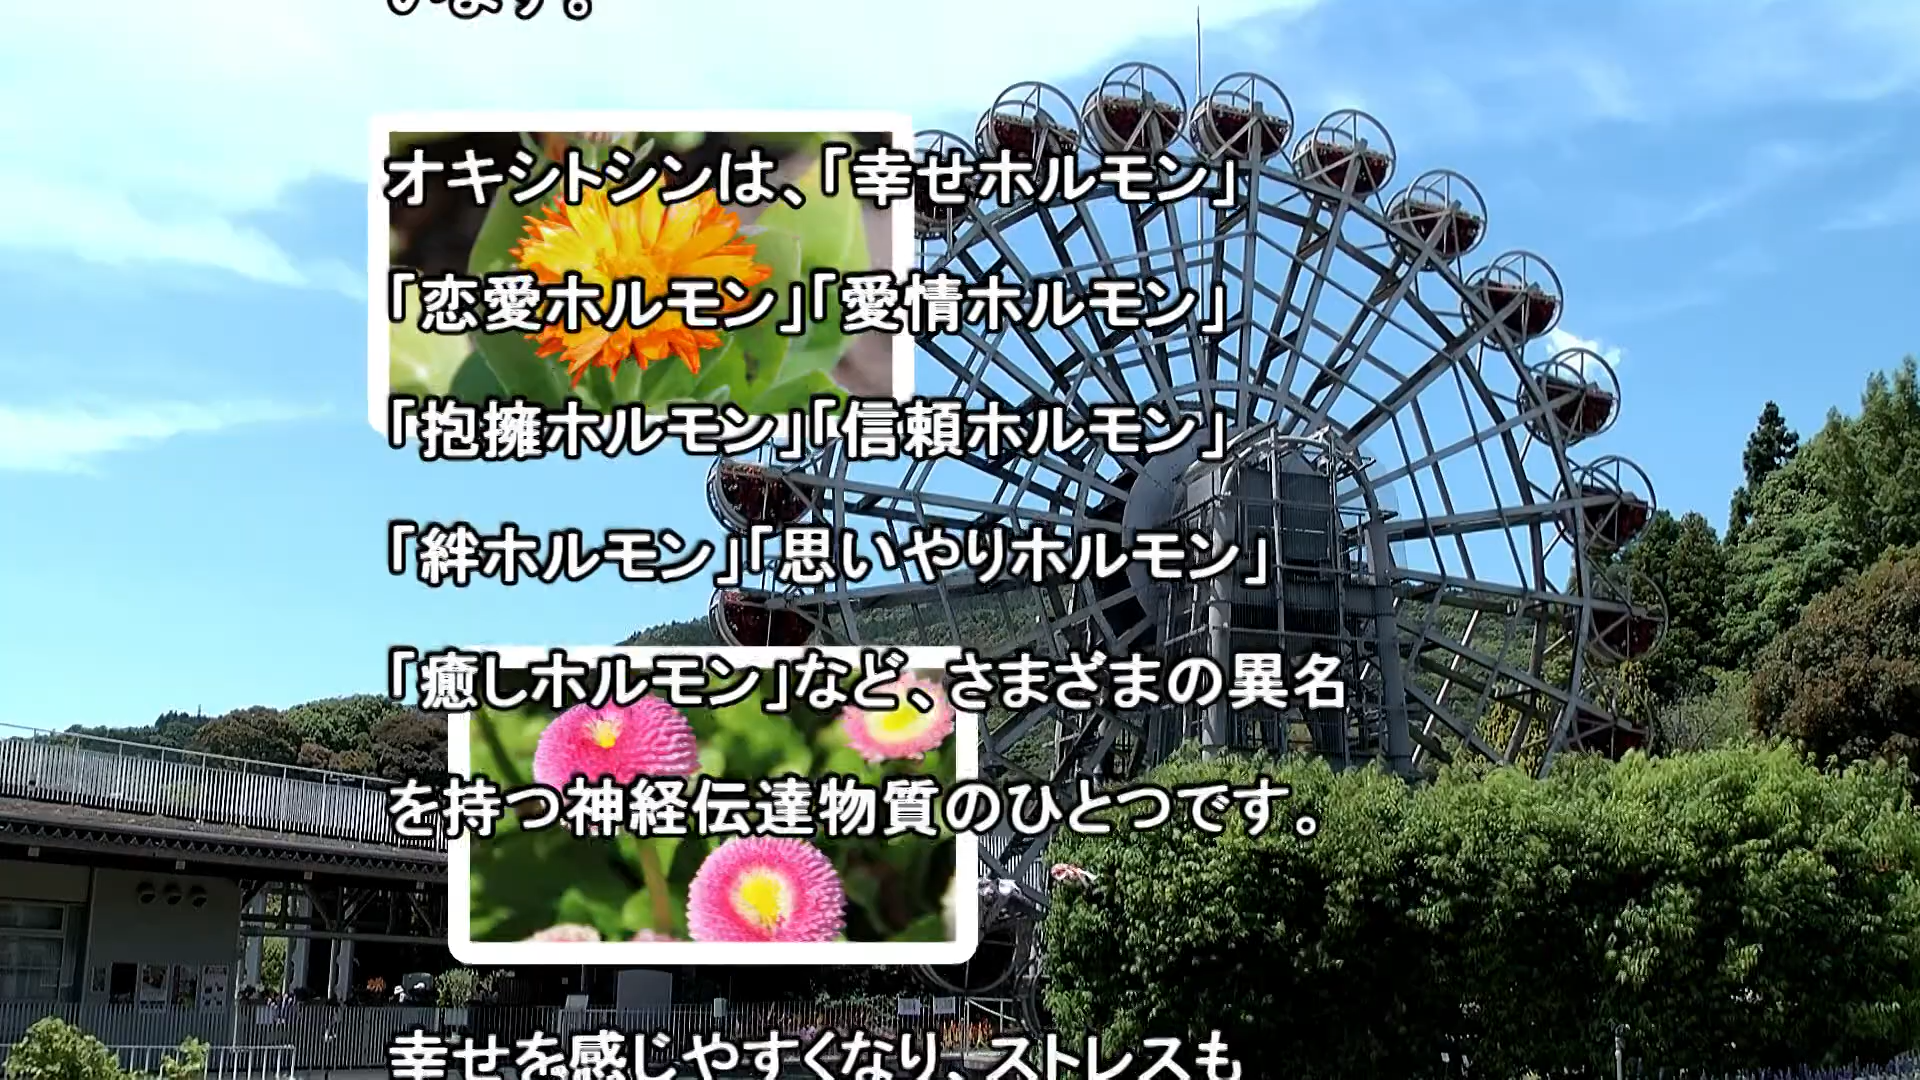 います。
オキシトシンは、「幸せホルモン」
「恋愛ホルモン」「愛情ホルモン」
「抱擁ホルモン」「信頼ホルモン」
「絆ホルモン」「思いやりホルモン」
「癒しホルモン」など、さまざまの異名
を持つ神経伝達物質のひとつです。
幸せを感じやすくなり、ストレスも